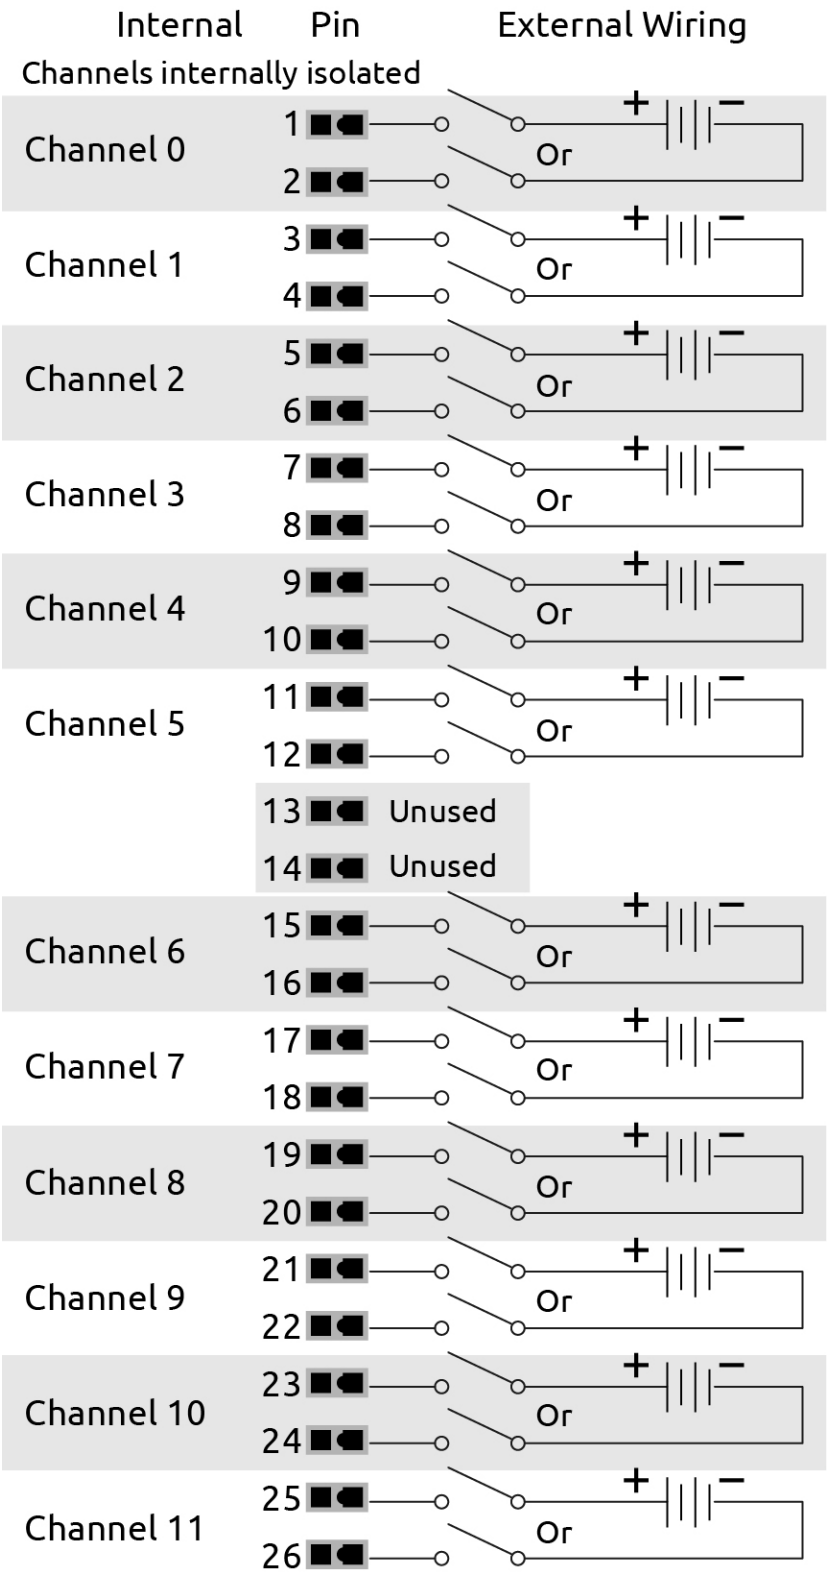 Internal Pin External Wiring
Channels internally isolated
Channel 0
1
+ −
Or
2
Channel 1
3
+ −
Or
4
Channel 2
5
+ −
Or
6
Channel 3
7
+ −
Or
8
Channel 4
9
+ −
Or
10
Channel 5
11
+ −
Or
12
13 Unused
14 Unused
Channel 6
15
+ −
Or
16
Channel 7
17
+ −
Or
18
Channel 8
19
+ −
Or
20
Channel 9
21
+ −
Or
22
Channel 10
23
+ −
Or
24
Channel 11
25
+ −
Or
26